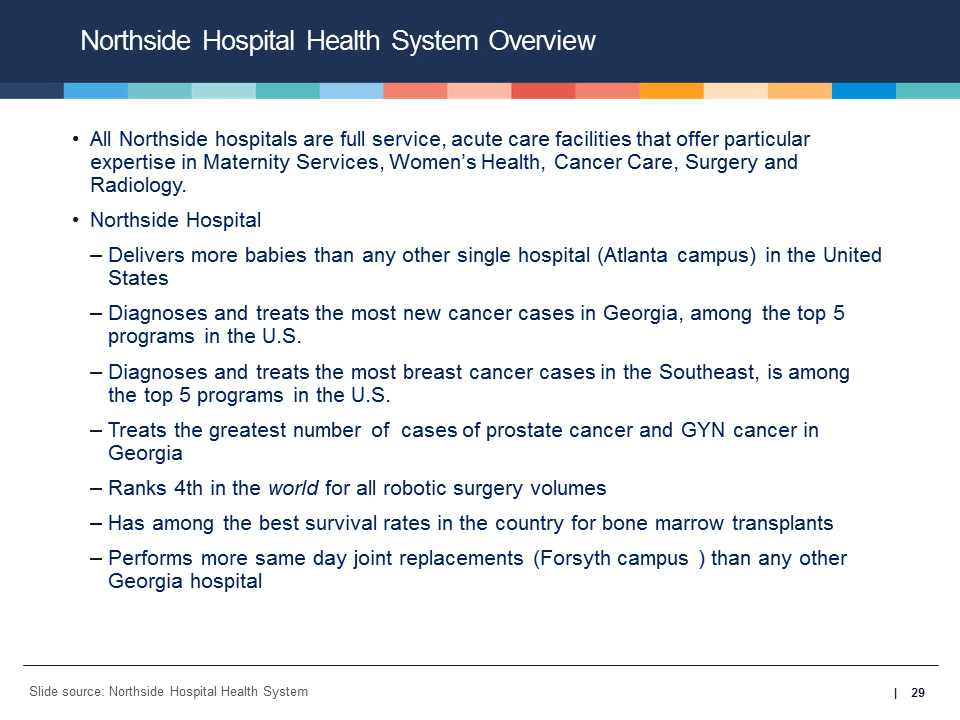 Northside Hospital Health System Overview
• All Northside hospitals are full service, acute care facilities that offer particular
expertise in Maternity Services, Women’s Health, Cancer Care, Surgery and
Radiology.
• Northside Hospital
– Delivers more babies than any other single hospital (Atlanta campus) in the United
States
– Diagnoses and treats the most new cancer cases in Georgia, among the top 5
programs in the U.S.
– Diagnoses and treats the most breast cancer cases in the Southeast, is among
the top 5 programs in the U.S.
– Treats the greatest number of cases of prostate cancer and GYN cancer in
Georgia
– Ranks 4th in the world for all robotic surgery volumes
– Has among the best survival rates in the country for bone marrow transplants
– Performs more same day joint replacements (Forsyth campus ) than any other
Georgia hospital
Slide source: Northside Hospital Health System
| 29